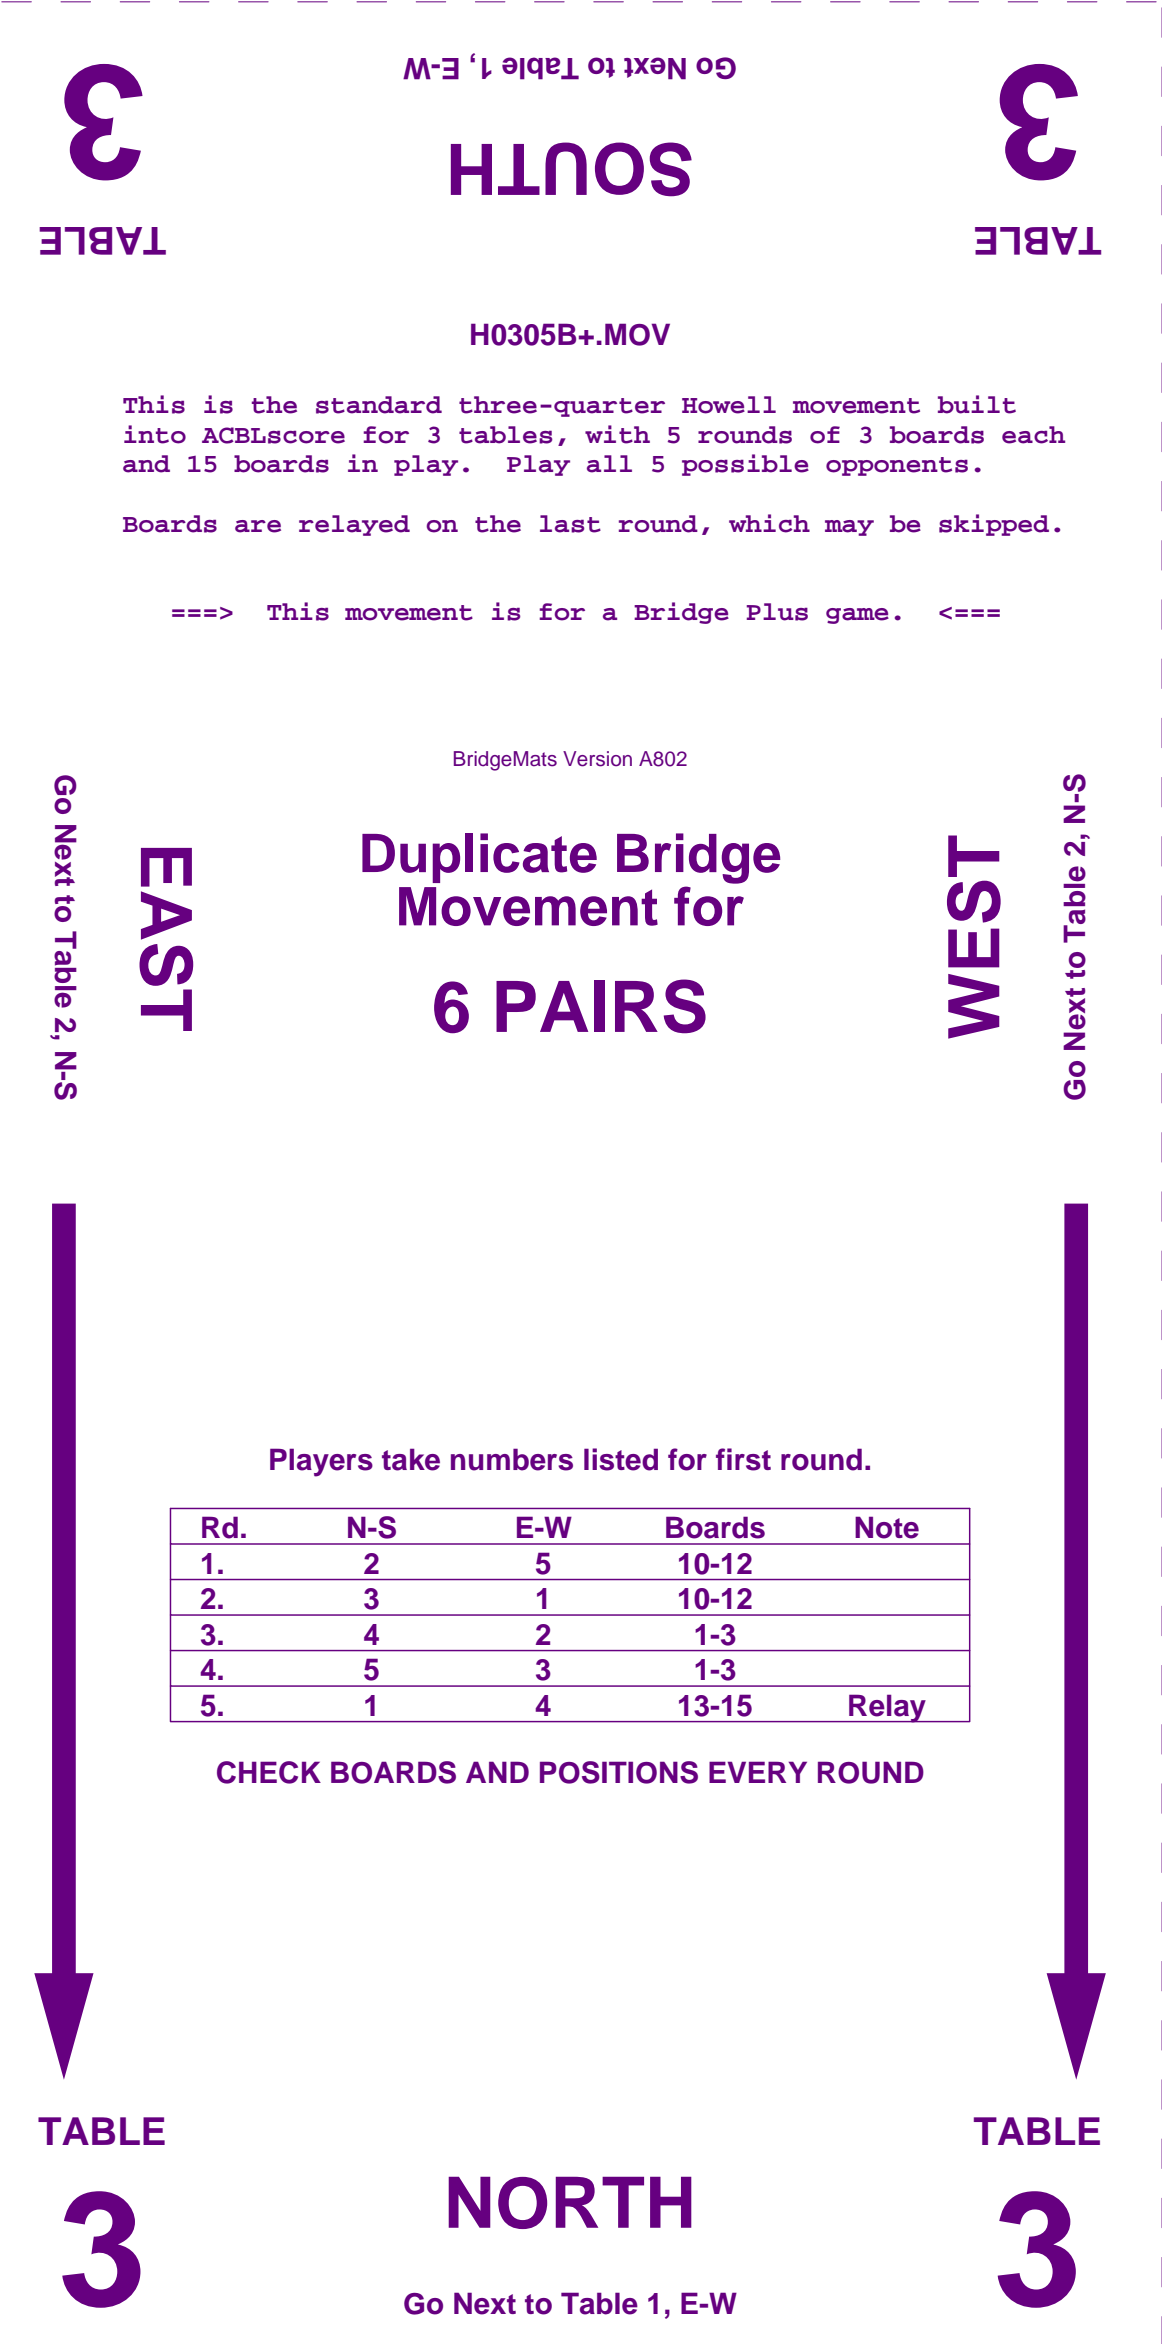 Go Next to Table 1, E-W
SOUTH
3 3
TABLE TABLE
H0305B+.MOV
This is the standard three-quarter Howell movement built
into ACBLscore for 3 tables, with 5 rounds of 3 boards each
and 15 boards in play. Play all 5 possible opponents.
Boards are relayed on the last round, which may be skipped.
===> This movement is for a Bridge Plus game. <===
BridgeMats Version A802
Go Next to Table 2, N-S
EAST
Duplicate Bridge
Movement for
6 PAIRS
WEST
Go Next to Table 2, N-S
Players take numbers listed for first round.
Rd. N-S E-W Boards Note
1. 2 5 10-12
2. 3 1 10-12
3. 4 2 1-3
4. 5 3 1-3
5. 1 4 13-15 Relay
CHECK BOARDS AND POSITIONS EVERY ROUND
TABLE TABLE
3 3
NORTH
Go Next to Table 1, E-W